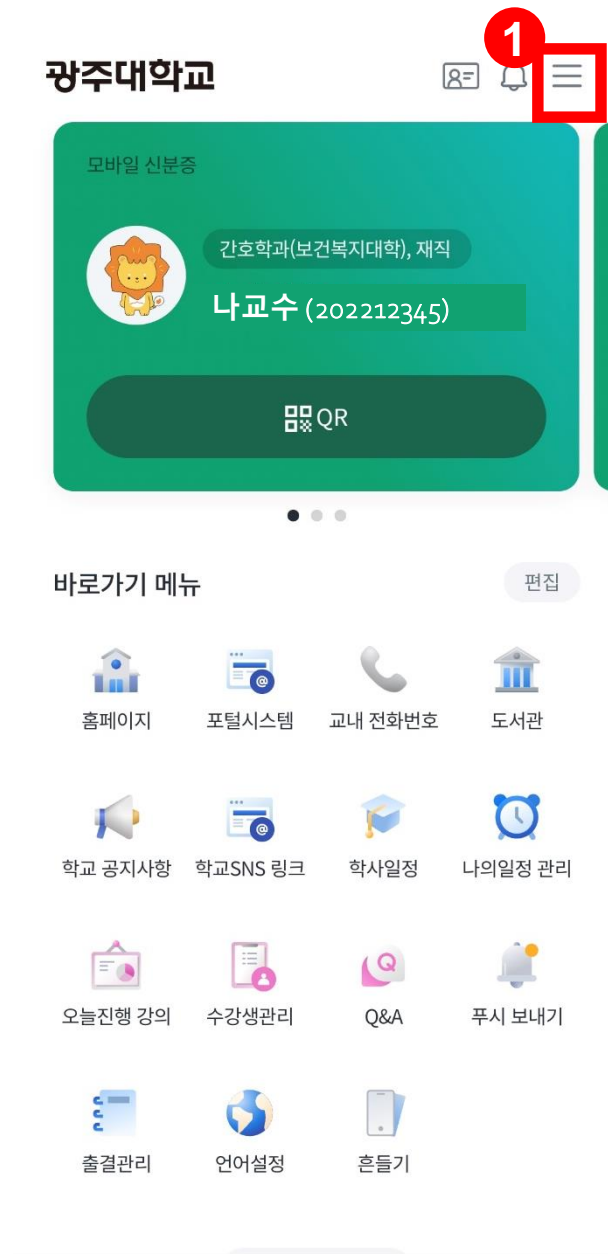 1
광주대학교
모바일 신분증
간호학과(보건복지대학), 재직
나교수 (202212345)
QR
바로가기 메뉴 편집
홈페이지 포털시스템 교내 전화번호 도서관
학교 공지사항 학교SNS 링크 학사일정 나의일정 관리
오늘진행 강의 수강생관리 Q&A 푸시 보내기
출결관리 언어설정 흔들기